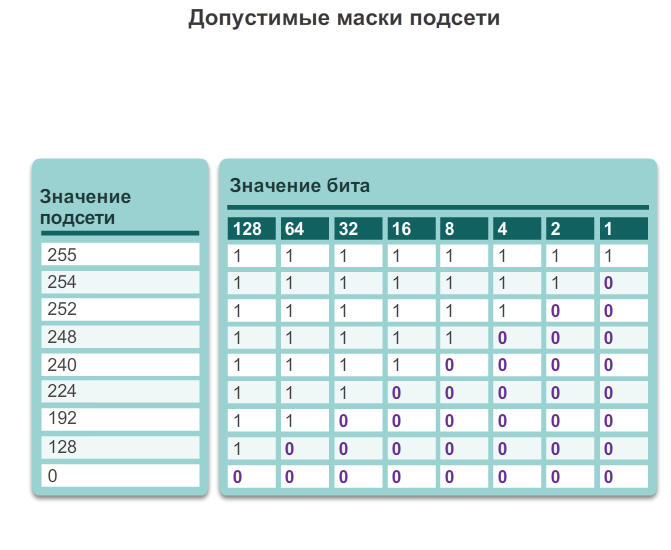 Допустимые маски подсети
Значение
подсети
Значение бита
128 64 32 16 8 4 2 1
255 1 1 1 1 1 1 1 1
254 1 1 1 1 1 1 1 0
252 1 1 1 1 1 1 0 0
248 1 1 1 1 1 0 0 0
240 1 1 1 1 0 0 0 0
224 1 1 1 0 0 0 0 0
192 1 1 0 0 0 0 0 0
128 1 0 0 0 0 0 0 0
0 0 0 0 0 0 0 0 0